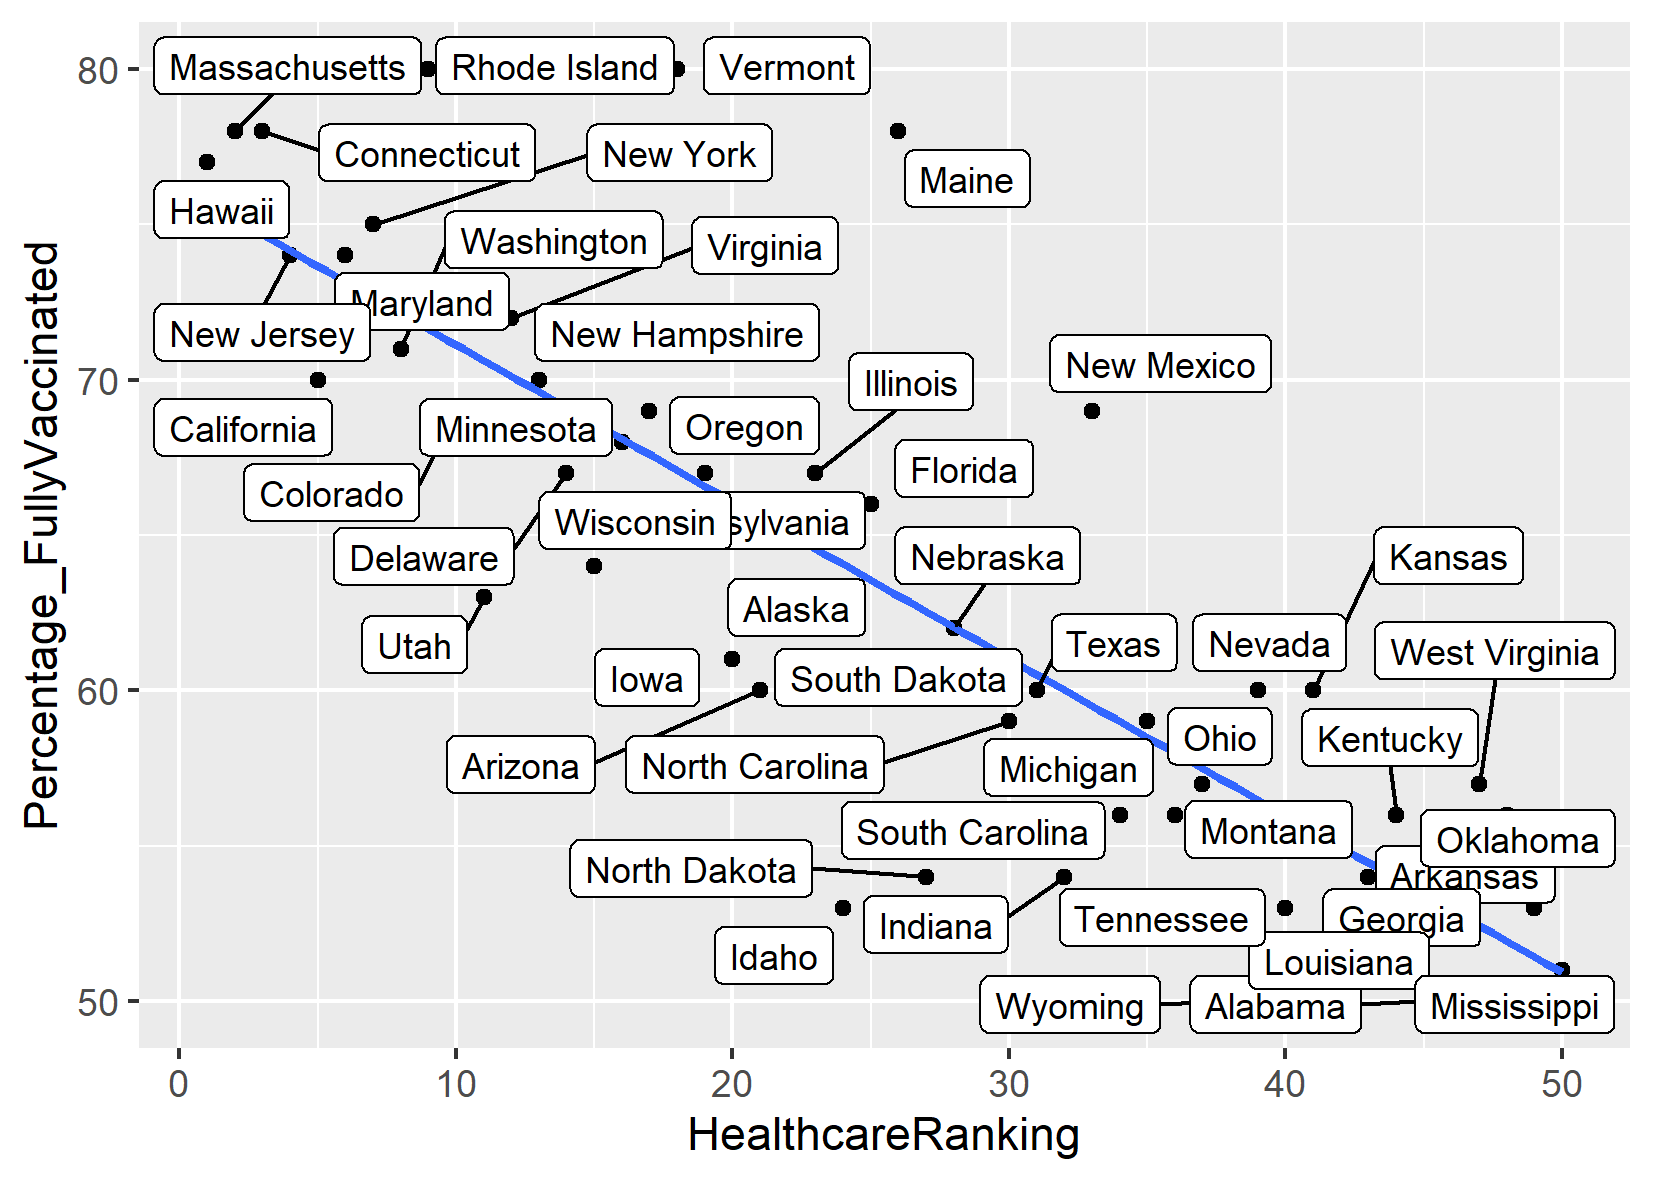 Massachusetts
Rhode Island
Vermont
Connecticut
New York
Maine
Hawaii
Washington
Virginia
Maryland
New Jersey
New Hampshire
New Mexico
Illinois
California
Minnesota
Oregon
Florida
Colorado
Wisconsin
sylvania
Delaware
Nebraska
Kansas
Alaska
Utah
Texas
Nevada
West Virginia
Iowa
South Dakota
Ohio
Kentucky
Arizona
North Carolina
Michigan
South Carolina
Montana
Oklahoma
North Dakota
Arkansas
Indiana
Tennessee
Georgia
Idaho
Louisiana
Wyoming
Alabama
Mississippi
80
70
60
50
0
10
20
30
40
50
HealthcareRanking
Percentage_FullyVaccinated